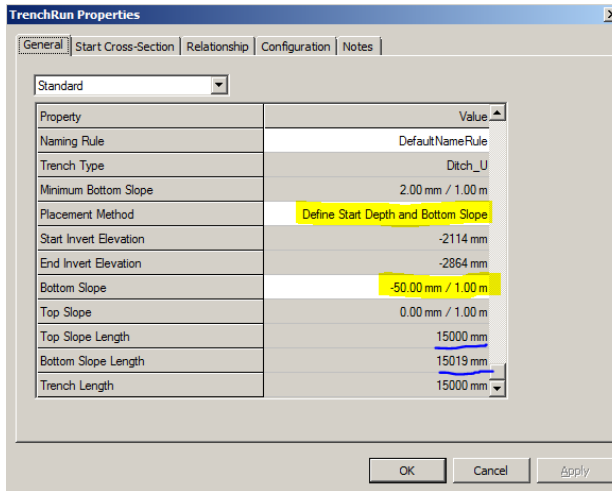 TrenchRun Properties
General Start Cross-Section Relationship Configuration Notes
Standard
Property Value
Naming Rule DefaultNameRule
Trench Type Ditch_U
Minimum Bottom Slope 2.00 mm / 1.00 m
Placement Method Define Start Depth and Bottom Slope
Start Invert Elevation -2114 mm
End Invert Elevation -2864 mm
Bottom Slope -50.00 mm / 1.00 m
Top Slope 0.00 mm / 1.00 m
Top Slope Length 15000 mm
Bottom Slope Length 15019 mm
Trench Length 15000 mm
OK Cancel Apply